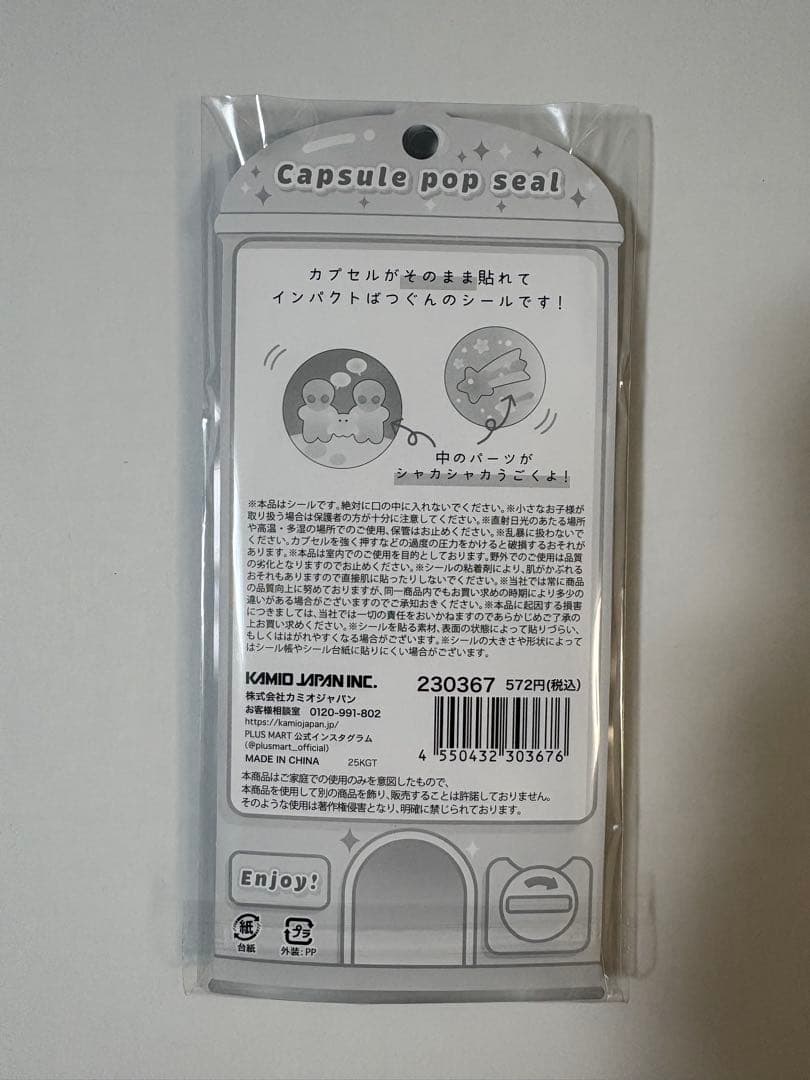 Capsule pop seal
カプセルがそのまま貼れて
インパクトばつぐんのシールです!
中のパーツが
シャカシャカうごくよ!
※本品はシールです。絶対に口の中に入れないでください。※小さなお子様が
取り扱う場合は保護者の方が十分に注意してください。※直射日光のあたる場所
や高温・多湿の場所でのご使用、保管はお止めください。※乱暴に扱わないで
ください。カプセルを強く押すなどの過度の圧力をかけると破損するおそれが
あります。※本品は室内でのご使用を目的としております。野外でのご使用は品質
の劣化となりますのでお止めください。※シールの粘着剤により、肌がかぶれる
おそれもありますので直接肌に貼ったりしないでください。※当社では常に商品
の品質向上に努めておりますが、同一商品内でもお買い求めの時期により多少の
違いがある場合がございますのでご承知おきください。※本品に起因する損害
につきましては、当社では一切の責任をおいかねますのであらかじめご了承の
上お買い求めください。※シールを貼る素材、表面の状態によって貼りづらい、
もしくははがれやすくなる場合がございます。※シールの大きさや形状によって
はシール帳やシール台紙に貼りにくい場合がございます。
KAMIO JAPAN INC.
株式会社カミオジャパン
お客様相談室 0120-991-802
https://kamiojapan.jp/
PLUS MART 公式インスタグラム
(@plusmart_official)
MADE IN CHINA 25KGT
230367 572円(税込)
4 550432 303676
本商品はご家庭での使用のみを意図したもので、
本商品を使用して別の商品を飾り、販売することは許諾しておりません。
そのような使用は著作権侵害となり、明確に禁じられております。
Enjoy!
紙
台紙
プラ
外装:PP